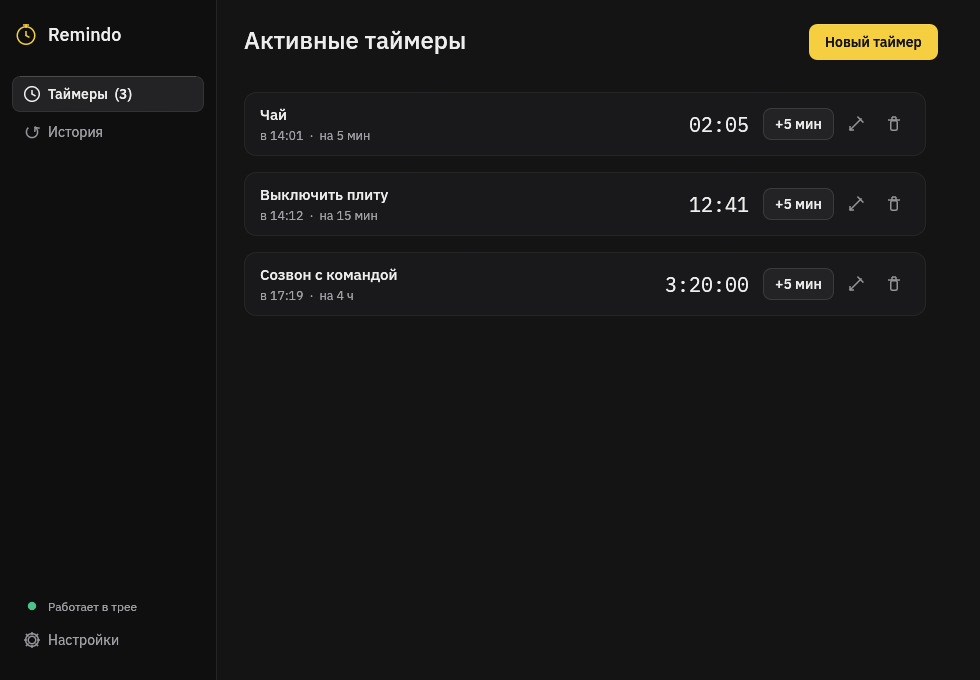 Remindo
Таймеры (3)
История
Работает в трее
Настройки
Активные таймеры
Новый таймер
Чай
в 14:01 · на 5 мин
02:05
+5 мин
Выключить плиту
в 14:12 · на 15 мин
12:41
+5 мин
Созвон с командой
в 17:19 · на 4 ч
3:20:00
+5 мин